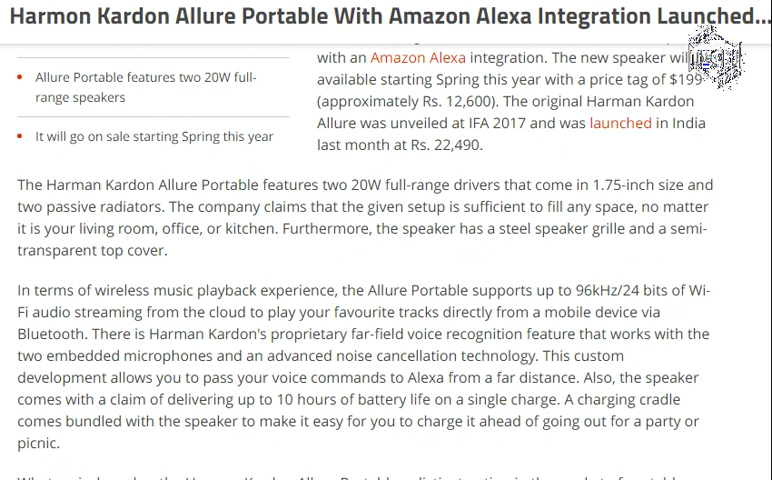 Harmon Kardon Allure Portable With Amazon Alexa Integration Launched...
Allure Portable features two 20W full-
range speakers
It will go on sale starting Spring this year
with an Amazon Alexa integration. The new speaker will be
available starting Spring this year with a price tag of $199
(approximately Rs. 12,600). The original Harman Kardon
Allure was unveiled at IFA 2017 and was launched in India
last month at Rs. 22,490.
The Harman Kardon Allure Portable features two 20W full-range drivers that come in 1.75-inch size and
two passive radiators. The company claims that the given setup is sufficient to fill any space, no matter
it is your living room, office, or kitchen. Furthermore, the speaker has a steel speaker grille and a semi-
transparent top cover.
In terms of wireless music playback experience, the Allure Portable supports up to 96kHz/24 bits of Wi-
Fi audio streaming from the cloud to play your favourite tracks directly from a mobile device via
Bluetooth. There is Harman Kardon's proprietary far-field voice recognition feature that works with the
two embedded microphones and an advanced noise cancellation technology. This custom
development allows you to pass your voice commands to Alexa from a far distance. Also, the speaker
comes with a claim of delivering up to 10 hours of battery life on a single charge. A charging cradle
comes bundled with the speaker to make it easy for you to charge it ahead of going out for a party or
picnic.